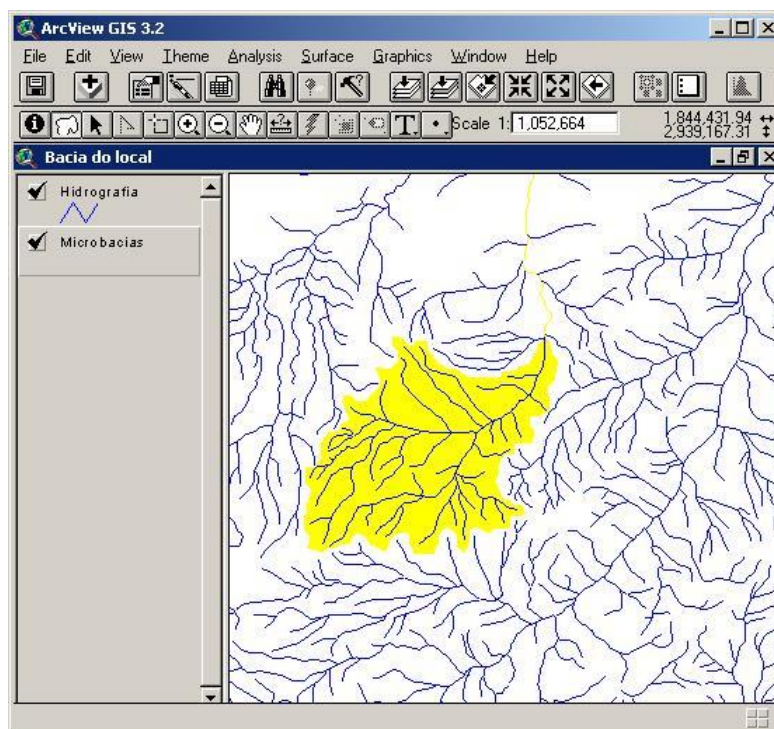 ArcView GIS 3.2
File Edit View Theme Analysis Surface Graphics Window Help
T Scale 1: 1,052,664 1,844,431.94
2,939,167.31
Bacia do local
Hidrografia
Microbacias